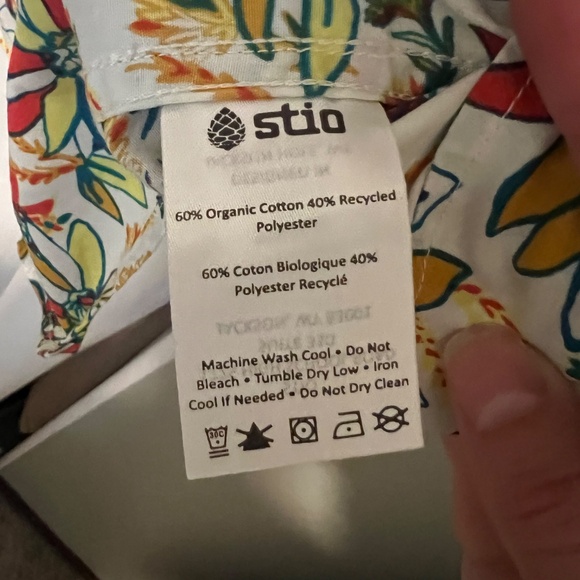 stio
60% Organic Cotton 40% Recycled
Polyester
60% Coton Biologique 40%
Polyester Recyclé
Machine Wash Cool • Do Not
Bleach • Tumble Dry Low • Iron
Cool If Needed • Do Not Dry Clean
30C